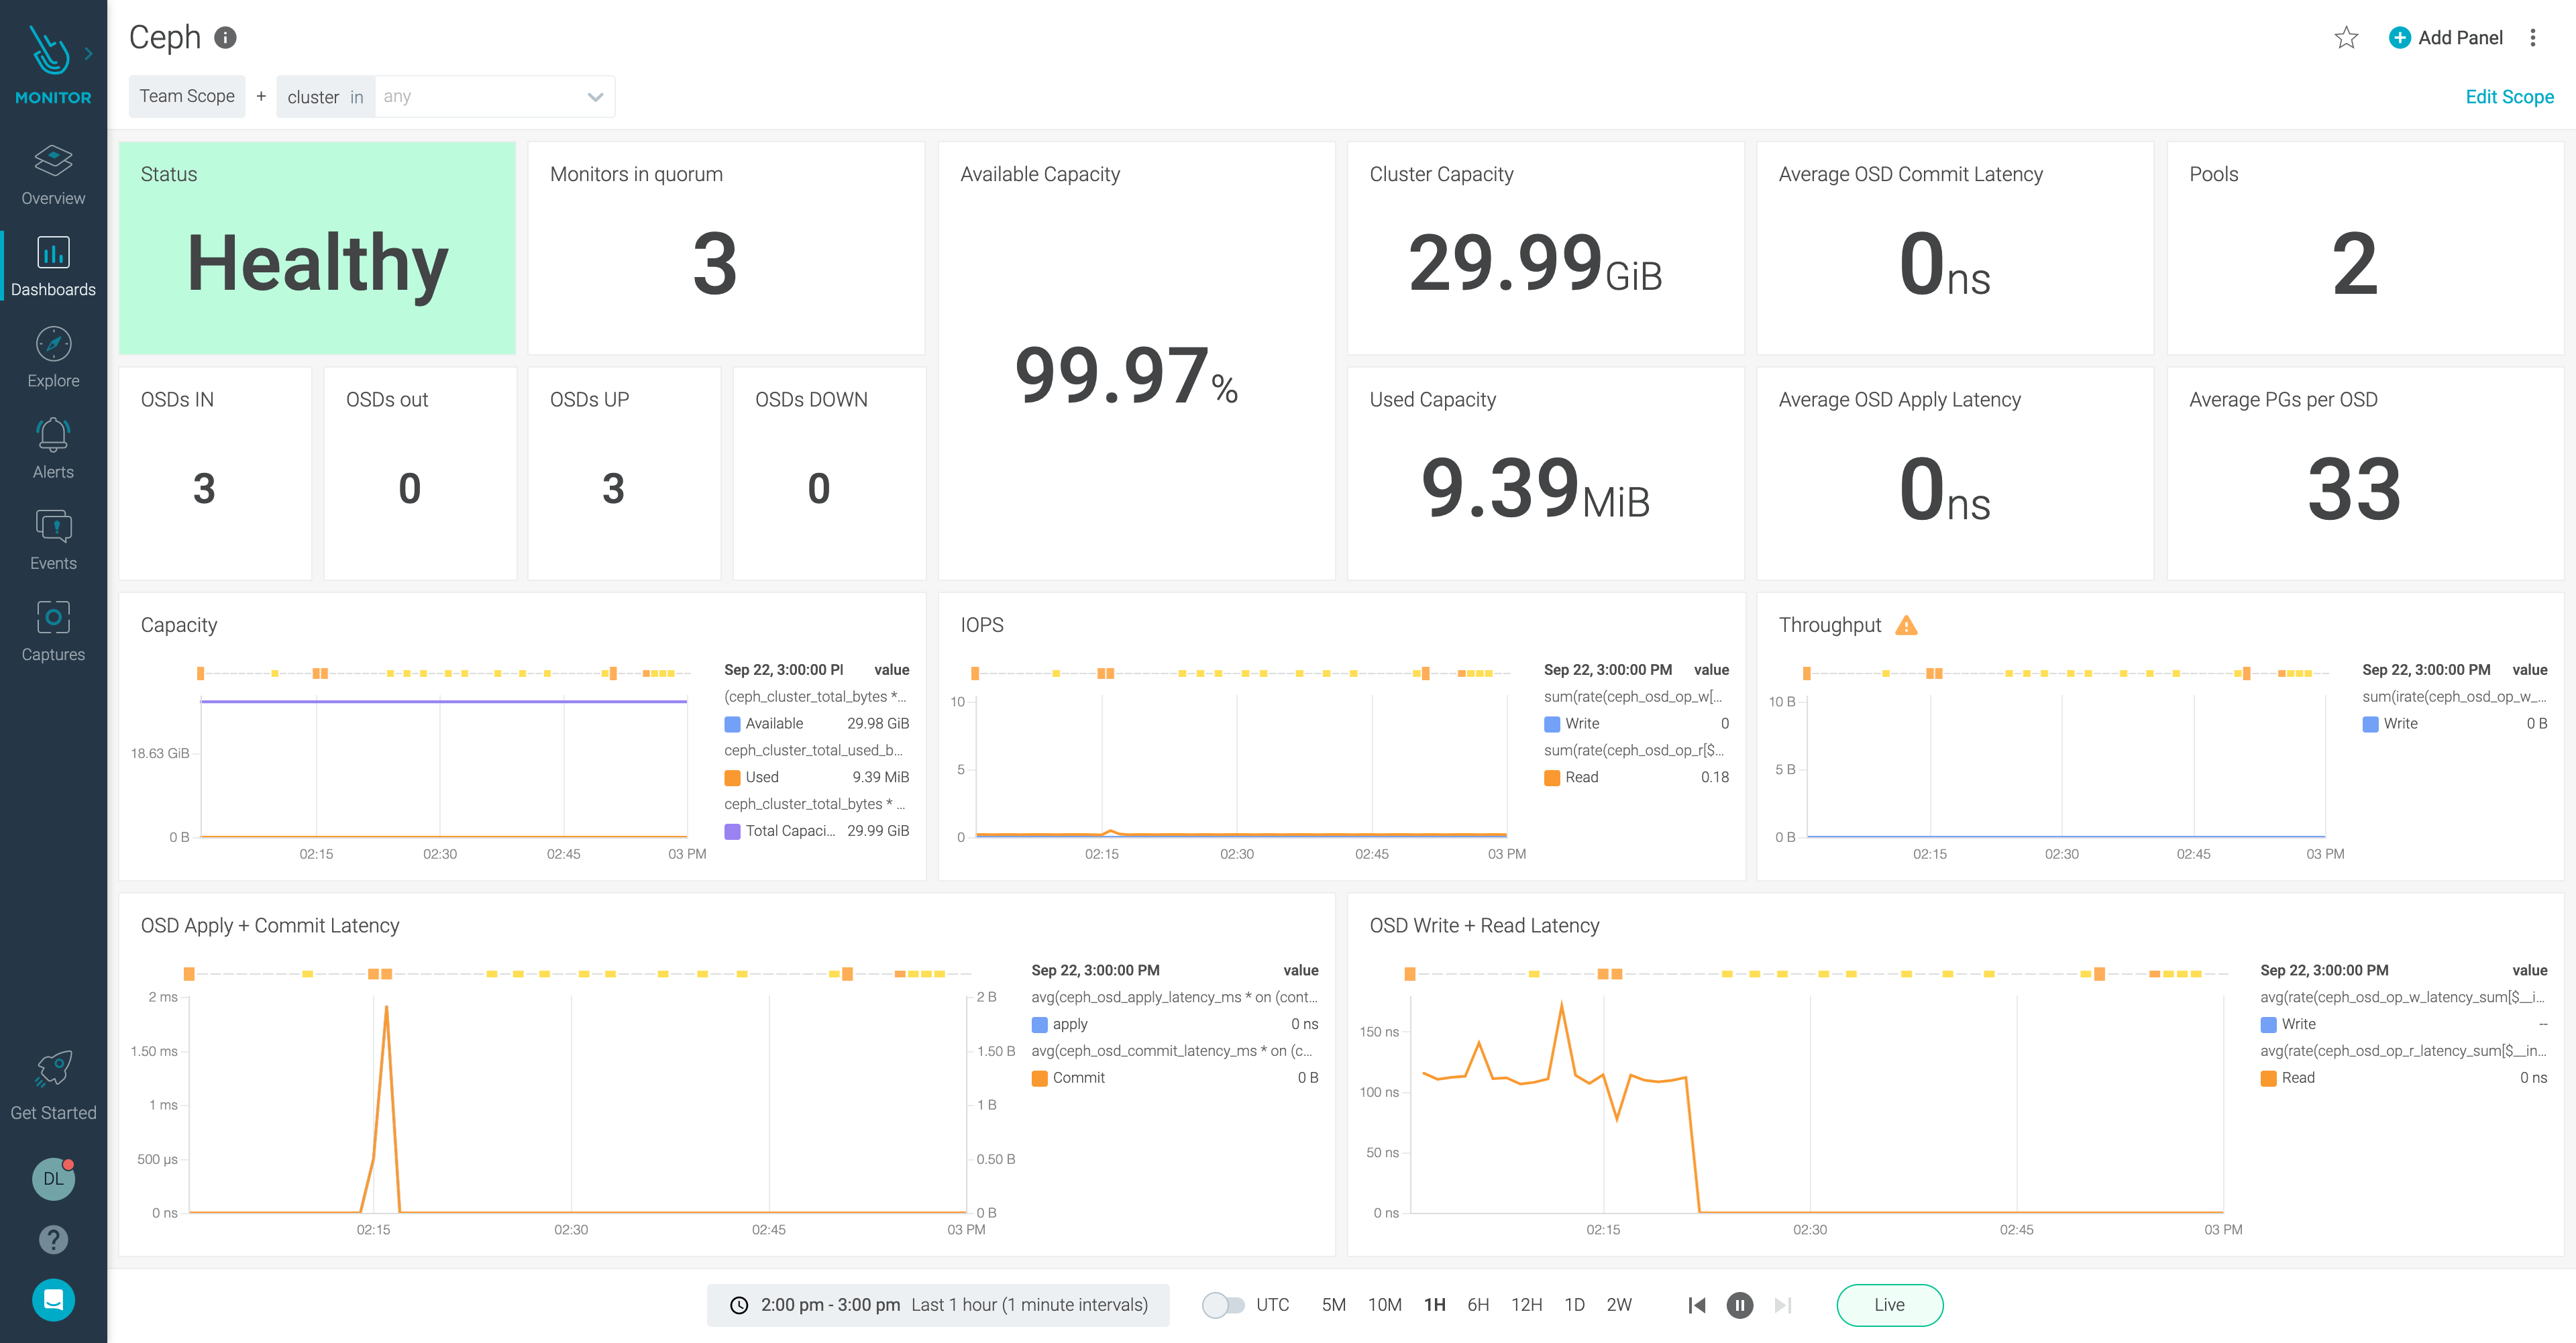 MONITOR
Overview
Dashboards
Explore
Alerts
Events
Captures
Get Started
DL
Ceph
Add Panel
Team Scope + cluster in any
Edit Scope
Status
Healthy
Monitors in quorum
3
Available Capacity
99.97%
Cluster Capacity
29.99GiB
Average OSD Commit Latency
0ns
Pools
2
OSDs IN
3
OSDs out
0
OSDs UP
3
OSDs DOWN
0
Used Capacity
9.39MiB
Average OSD Apply Latency
0ns
Average PGs per OSD
33
Capacity
18.63 GiB
0 B
02:15 02:30 02:45 03 PM
Sep 22, 3:00:00 PI value
(ceph_cluster_total_bytes *...
Available 29.98 GiB
ceph_cluster_total_used_b...
Used 9.39 MiB
ceph_cluster_total_bytes * ...
Total Capaci... 29.99 GiB
IOPS
10
5
0
02:15 02:30 02:45 03 PM
Sep 22, 3:00:00 PM value
sum(rate(ceph_osd_op_w[...
Write 0
sum(rate(ceph_osd_op_r[$...
Read 0.18
Throughput
10 B
5 B
0 B
02:15 02:30 02:45 03 PM
Sep 22, 3:00:00 PM value
sum(irate(ceph_osd_op_w_...
Write 0 B
OSD Apply + Commit Latency
2 ms 2 B
1.50 ms 1.50 B
1 ms 1 B
500 µs 0.50 B
0 ns 0 B
02:15 02:30 02:45 03 PM
Sep 22, 3:00:00 PM value
avg(ceph_osd_apply_latency_ms * on (cont...
apply 0 ns
avg(ceph_osd_commit_latency_ms * on (c...
Commit 0 B
OSD Write + Read Latency
150 ns
100 ns
50 ns
0 ns
02:15 02:30 02:45 03 PM
Sep 22, 3:00:00 PM value
avg(rate(ceph_osd_op_w_latency_sum[$__i...
Write --
avg(rate(ceph_osd_op_r_latency_sum[$__in...
Read 0 ns
2:00 pm - 3:00 pm Last 1 hour (1 minute intervals) UTC 5M 10M 1H 6H 12H 1D 2W Live